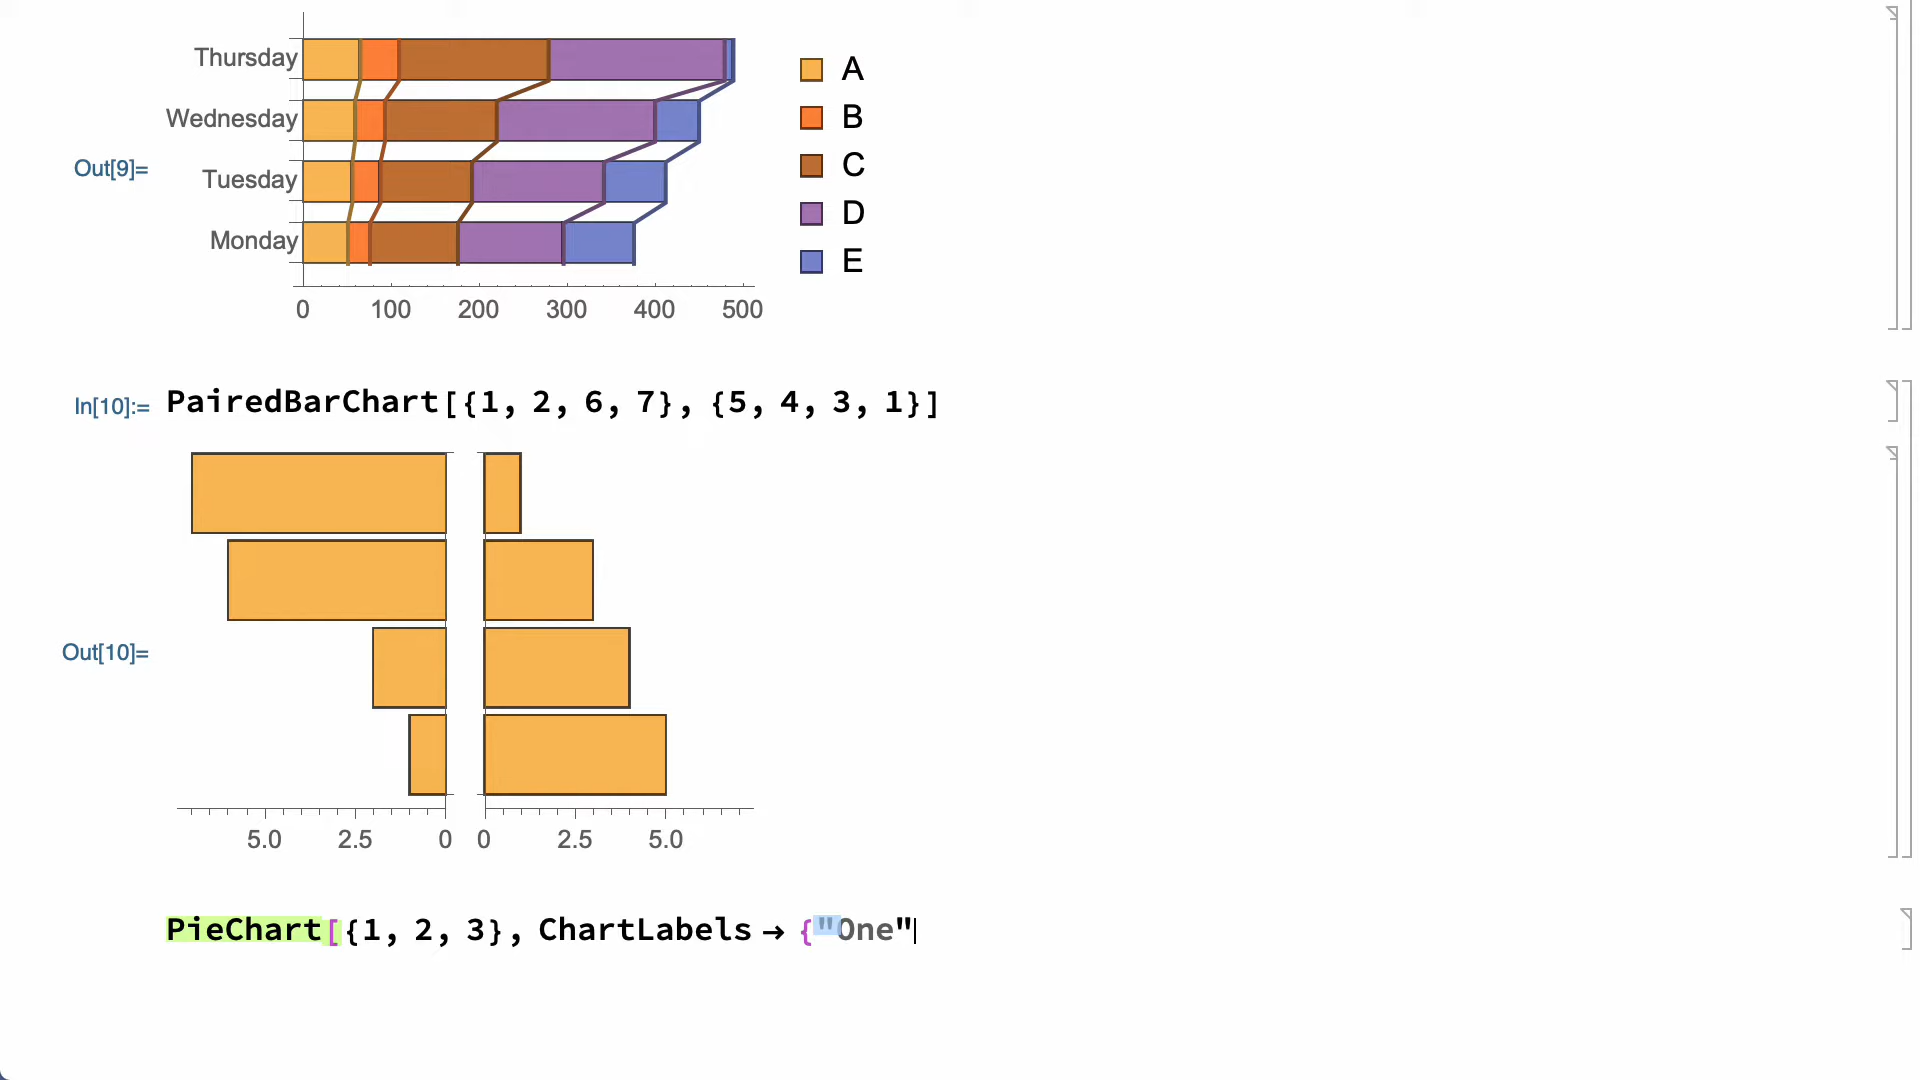 Thursday
Wednesday
Out[9]=
Tuesday
Monday
0 100 200 300 400 500
A
B
C
D
E
In[10]:= PairedBarChart[{1, 2, 6, 7}, {5, 4, 3, 1}]
Out[10]=
5.0 2.5 0 0 2.5 5.0
PieChart[{1, 2, 3}, ChartLabels → {"One"